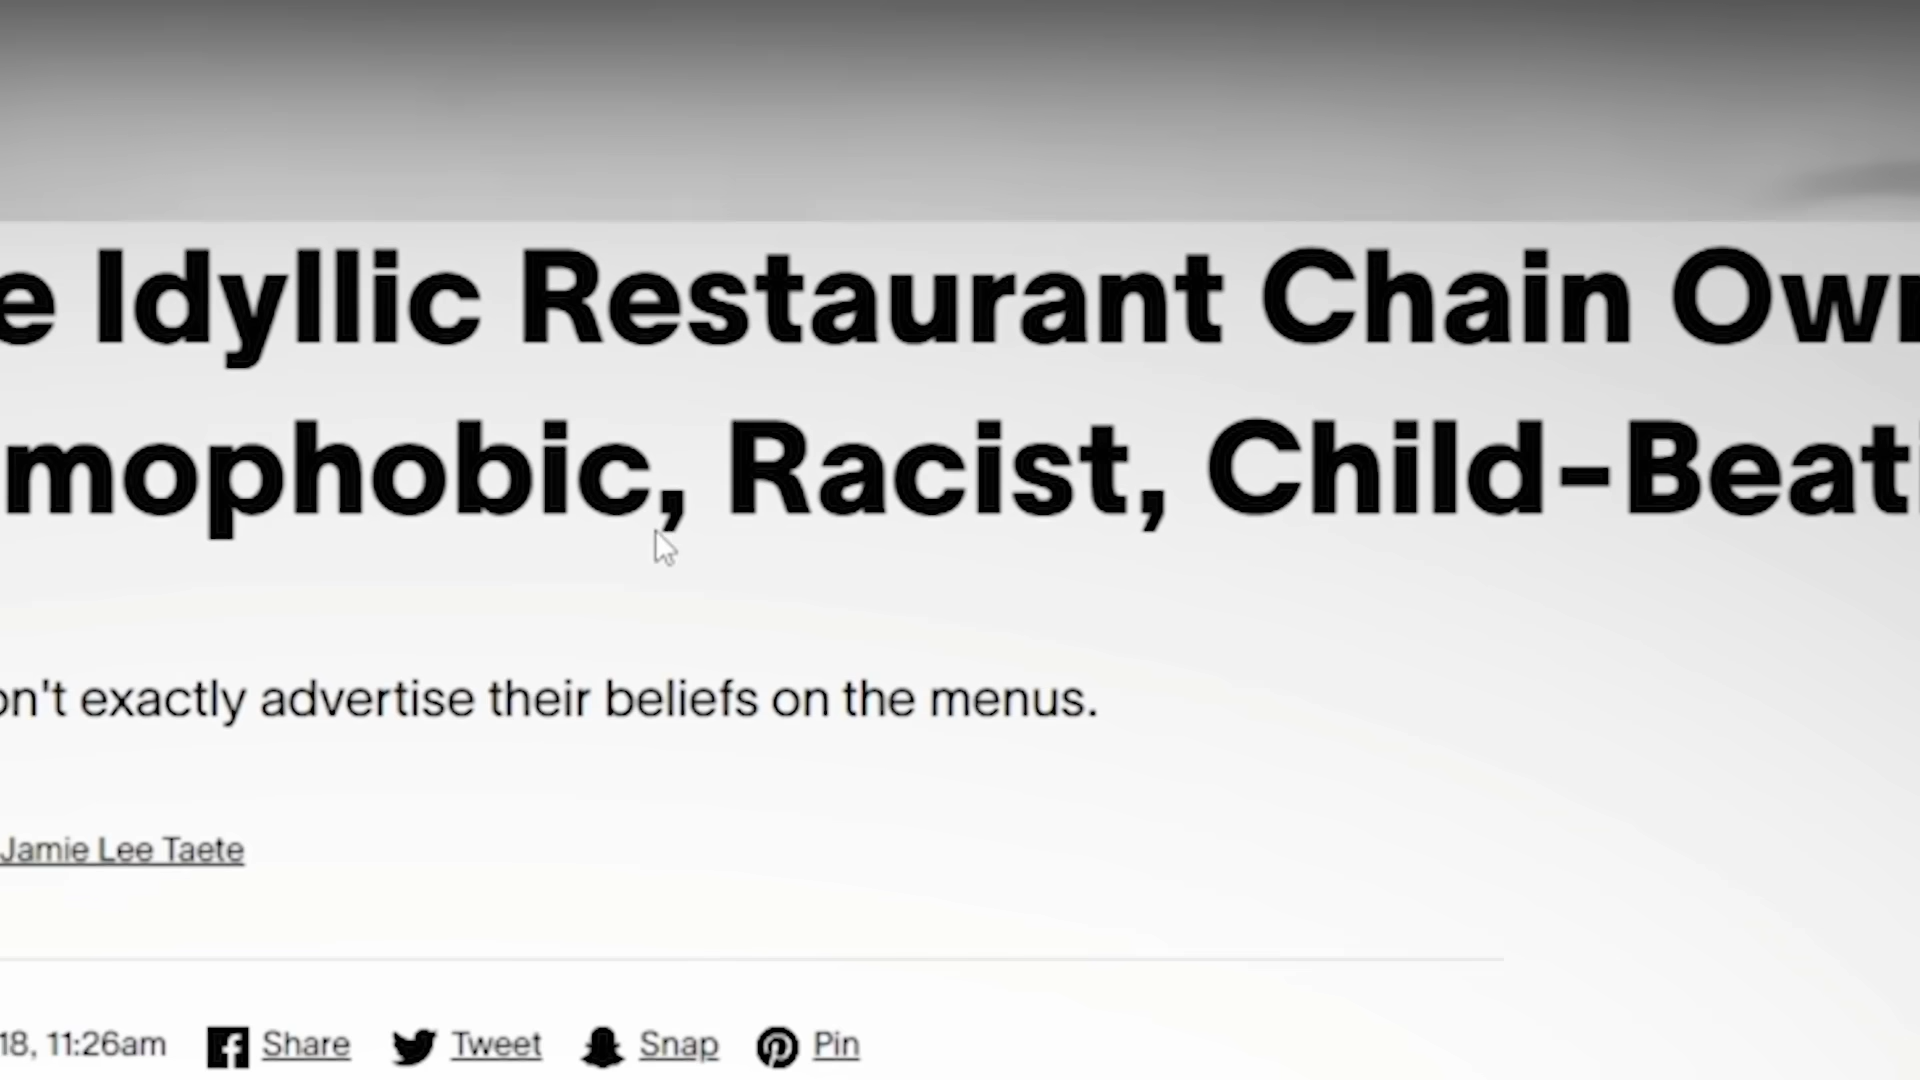 e Idyllic Restaurant Chain Own
mophobic, Racist, Child-Beati
on't exactly advertise their beliefs on the menus.
Jamie Lee Taete
18, 11:26am Share Tweet Snap Pin